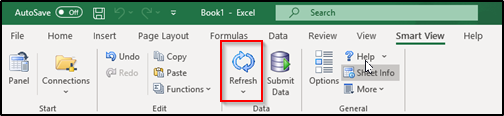 AutoSave Off Book1 - Excel Search
File Home Insert Page Layout Formulas Data Review View Smart View
Panel Connections Undo Redo Copy Paste Functions Refresh Submit Data Options Help Sheet Info More
Start Edit Data General